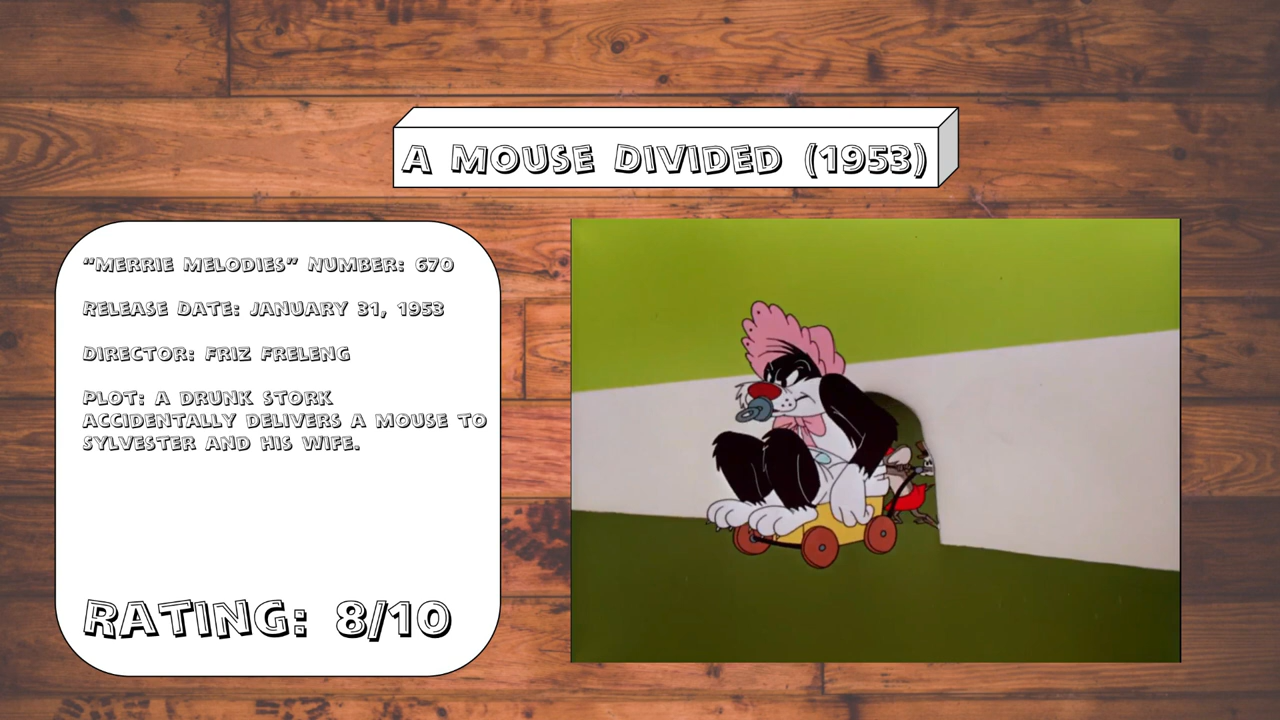 A MOUSE DIVIDED (1953)
"MERRIE MELODIES" NUMBER: 670
RELEASE DATE: JANUARY 31, 1953
DIRECTOR: FRIZ FRELENG
PLOT: A DRUNK STORK
ACCIDENTALLY DELIVERS A MOUSE TO
SYLVESTER AND HIS WIFE.
RATING: 8/10